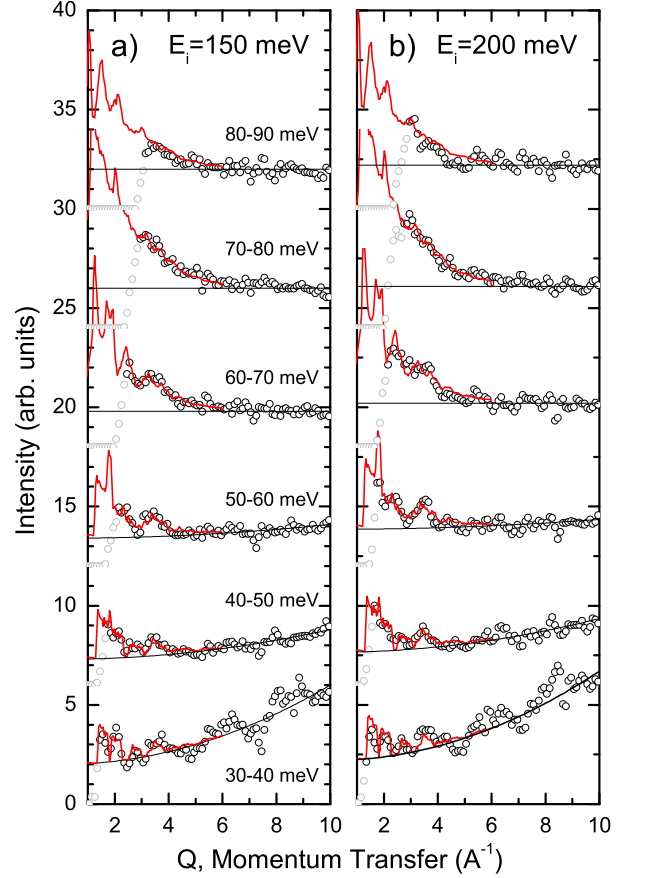 a) E_i=150 meV
b) E_i=200 meV
40
35
30
25
20
15
10
5
0
Intensity (arb. units)
80-90 meV
70-80 meV
60-70 meV
50-60 meV
40-50 meV
30-40 meV
2 4 6 8 10
2 4 6 8 10
Q, Momentum Transfer (A⁻¹)